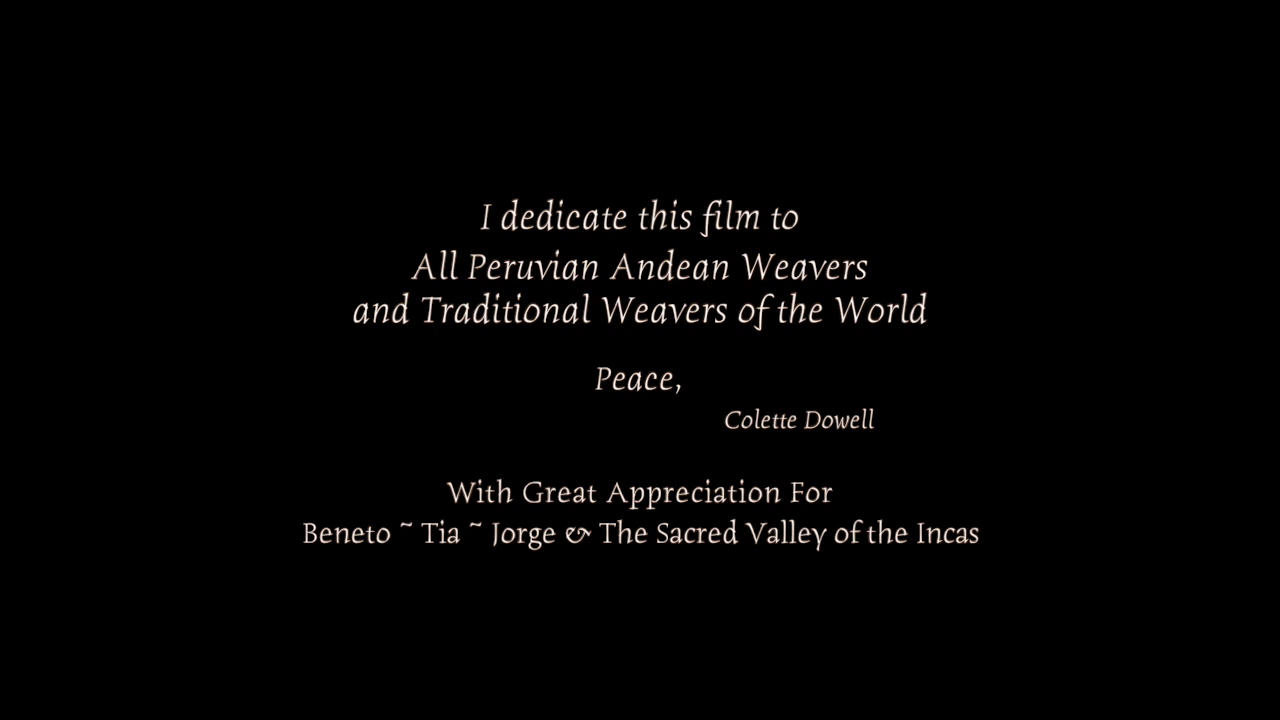 I dedicate this film to
All Peruvian Andean Weavers
and Traditional Weavers of the World
Peace,
Colette Dowell
With Great Appreciation For
Beneto ~ Tia ~ Jorge & The Sacred Valley of the Incas